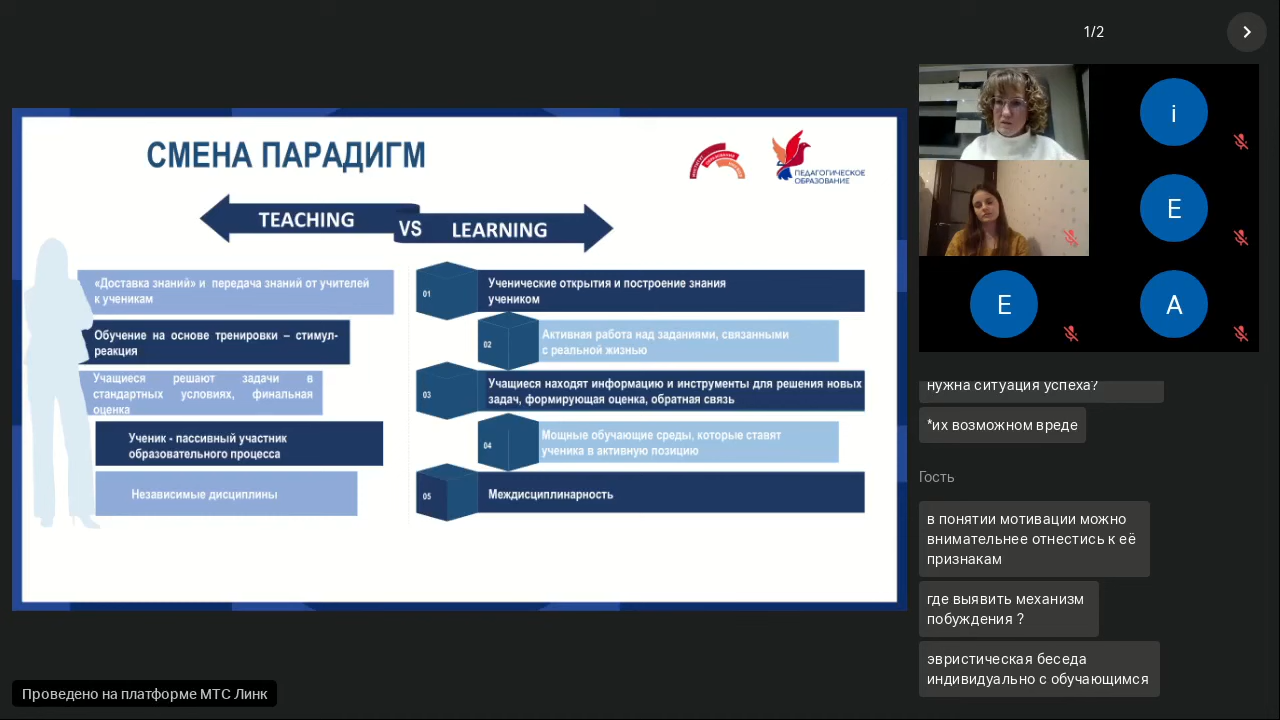 1/2
СМЕНА ПАРАДИГМ
ПЕДАГОГИЧЕСКОЕ
ОБРАЗОВАНИЕ
TEACHING
VS
LEARNING
«Доставка знаний» и передача знаний от учителей
к ученикам
Обучение на основе тренировки – стимул-
реакция
Учащиеся решают задачи в
стандартных условиях, финальная
оценка
Ученик - пассивный участник
образовательного процесса
Независимые дисциплины
01
Ученические открытия и построение знания
учеником
02
Активная работа над заданиями, связанными
с реальной жизнью
03
Учащиеся находят информацию и инструменты для решения новых
задач, формирующая оценка, обратная связь
04
Мощные обучающие среды, которые ставят
ученика в активную позицию
05
Междисциплинарность
i
E
E
A
нужна ситуация успеха?
*их возможном вреде
Гость
в понятии мотивации можно
внимательнее отнестись к её
признакам
где выявить механизм
побуждения ?
эвристическая беседа
индивидуально с обучающимся
Проведено на платформе МТС Линк